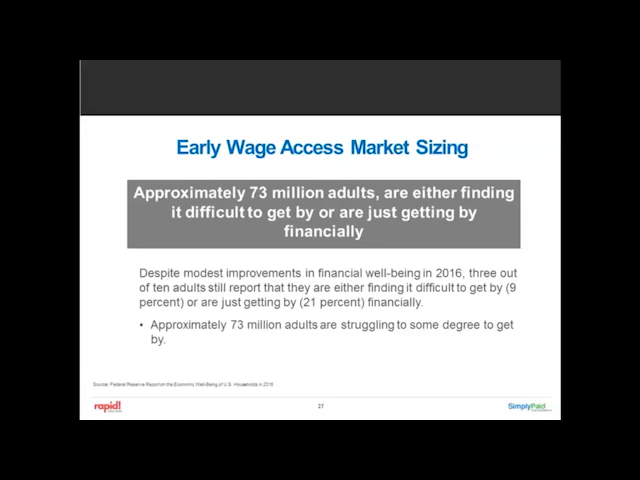 Early Wage Access Market Sizing
Approximately 73 million adults, are either finding
it difficult to get by or are just getting by
financially
Despite modest improvements in financial well-being in 2016, three out
of ten adults still report that they are either finding it difficult to get by (9
percent) or are just getting by (21 percent) financially.
• Approximately 73 million adults are struggling to some degree to get
by.
Source: Federal Reserve Report on the Economic Well-Being of U.S. Households in 2016
rapid!
27
SimplyPaid